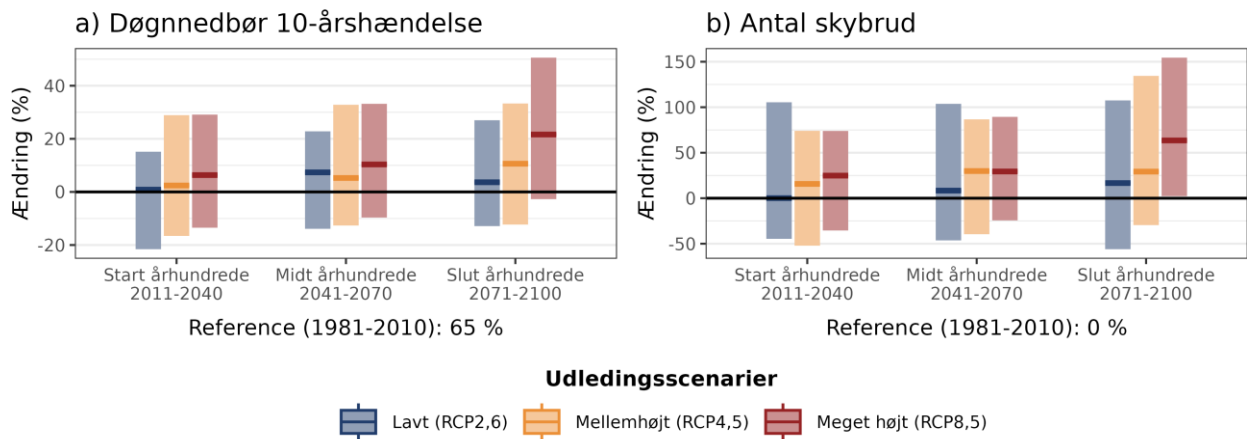 a) Døgnnedbør 10-årshændelse
Ændring (%)
40
20
0
-20
Start århundrede
2011-2040
Midt århundrede
2041-2070
Slut århundrede
2071-2100
Reference (1981-2010): 65 %
b) Antal skybrud
Ændring (%)
150
100
50
0
-50
Start århundrede
2011-2040
Midt århundrede
2041-2070
Slut århundrede
2071-2100
Reference (1981-2010): 0 %
Udledingsscenarier
Lavt (RCP2,6)
Mellemhøjt (RCP4,5)
Meget højt (RCP8,5)